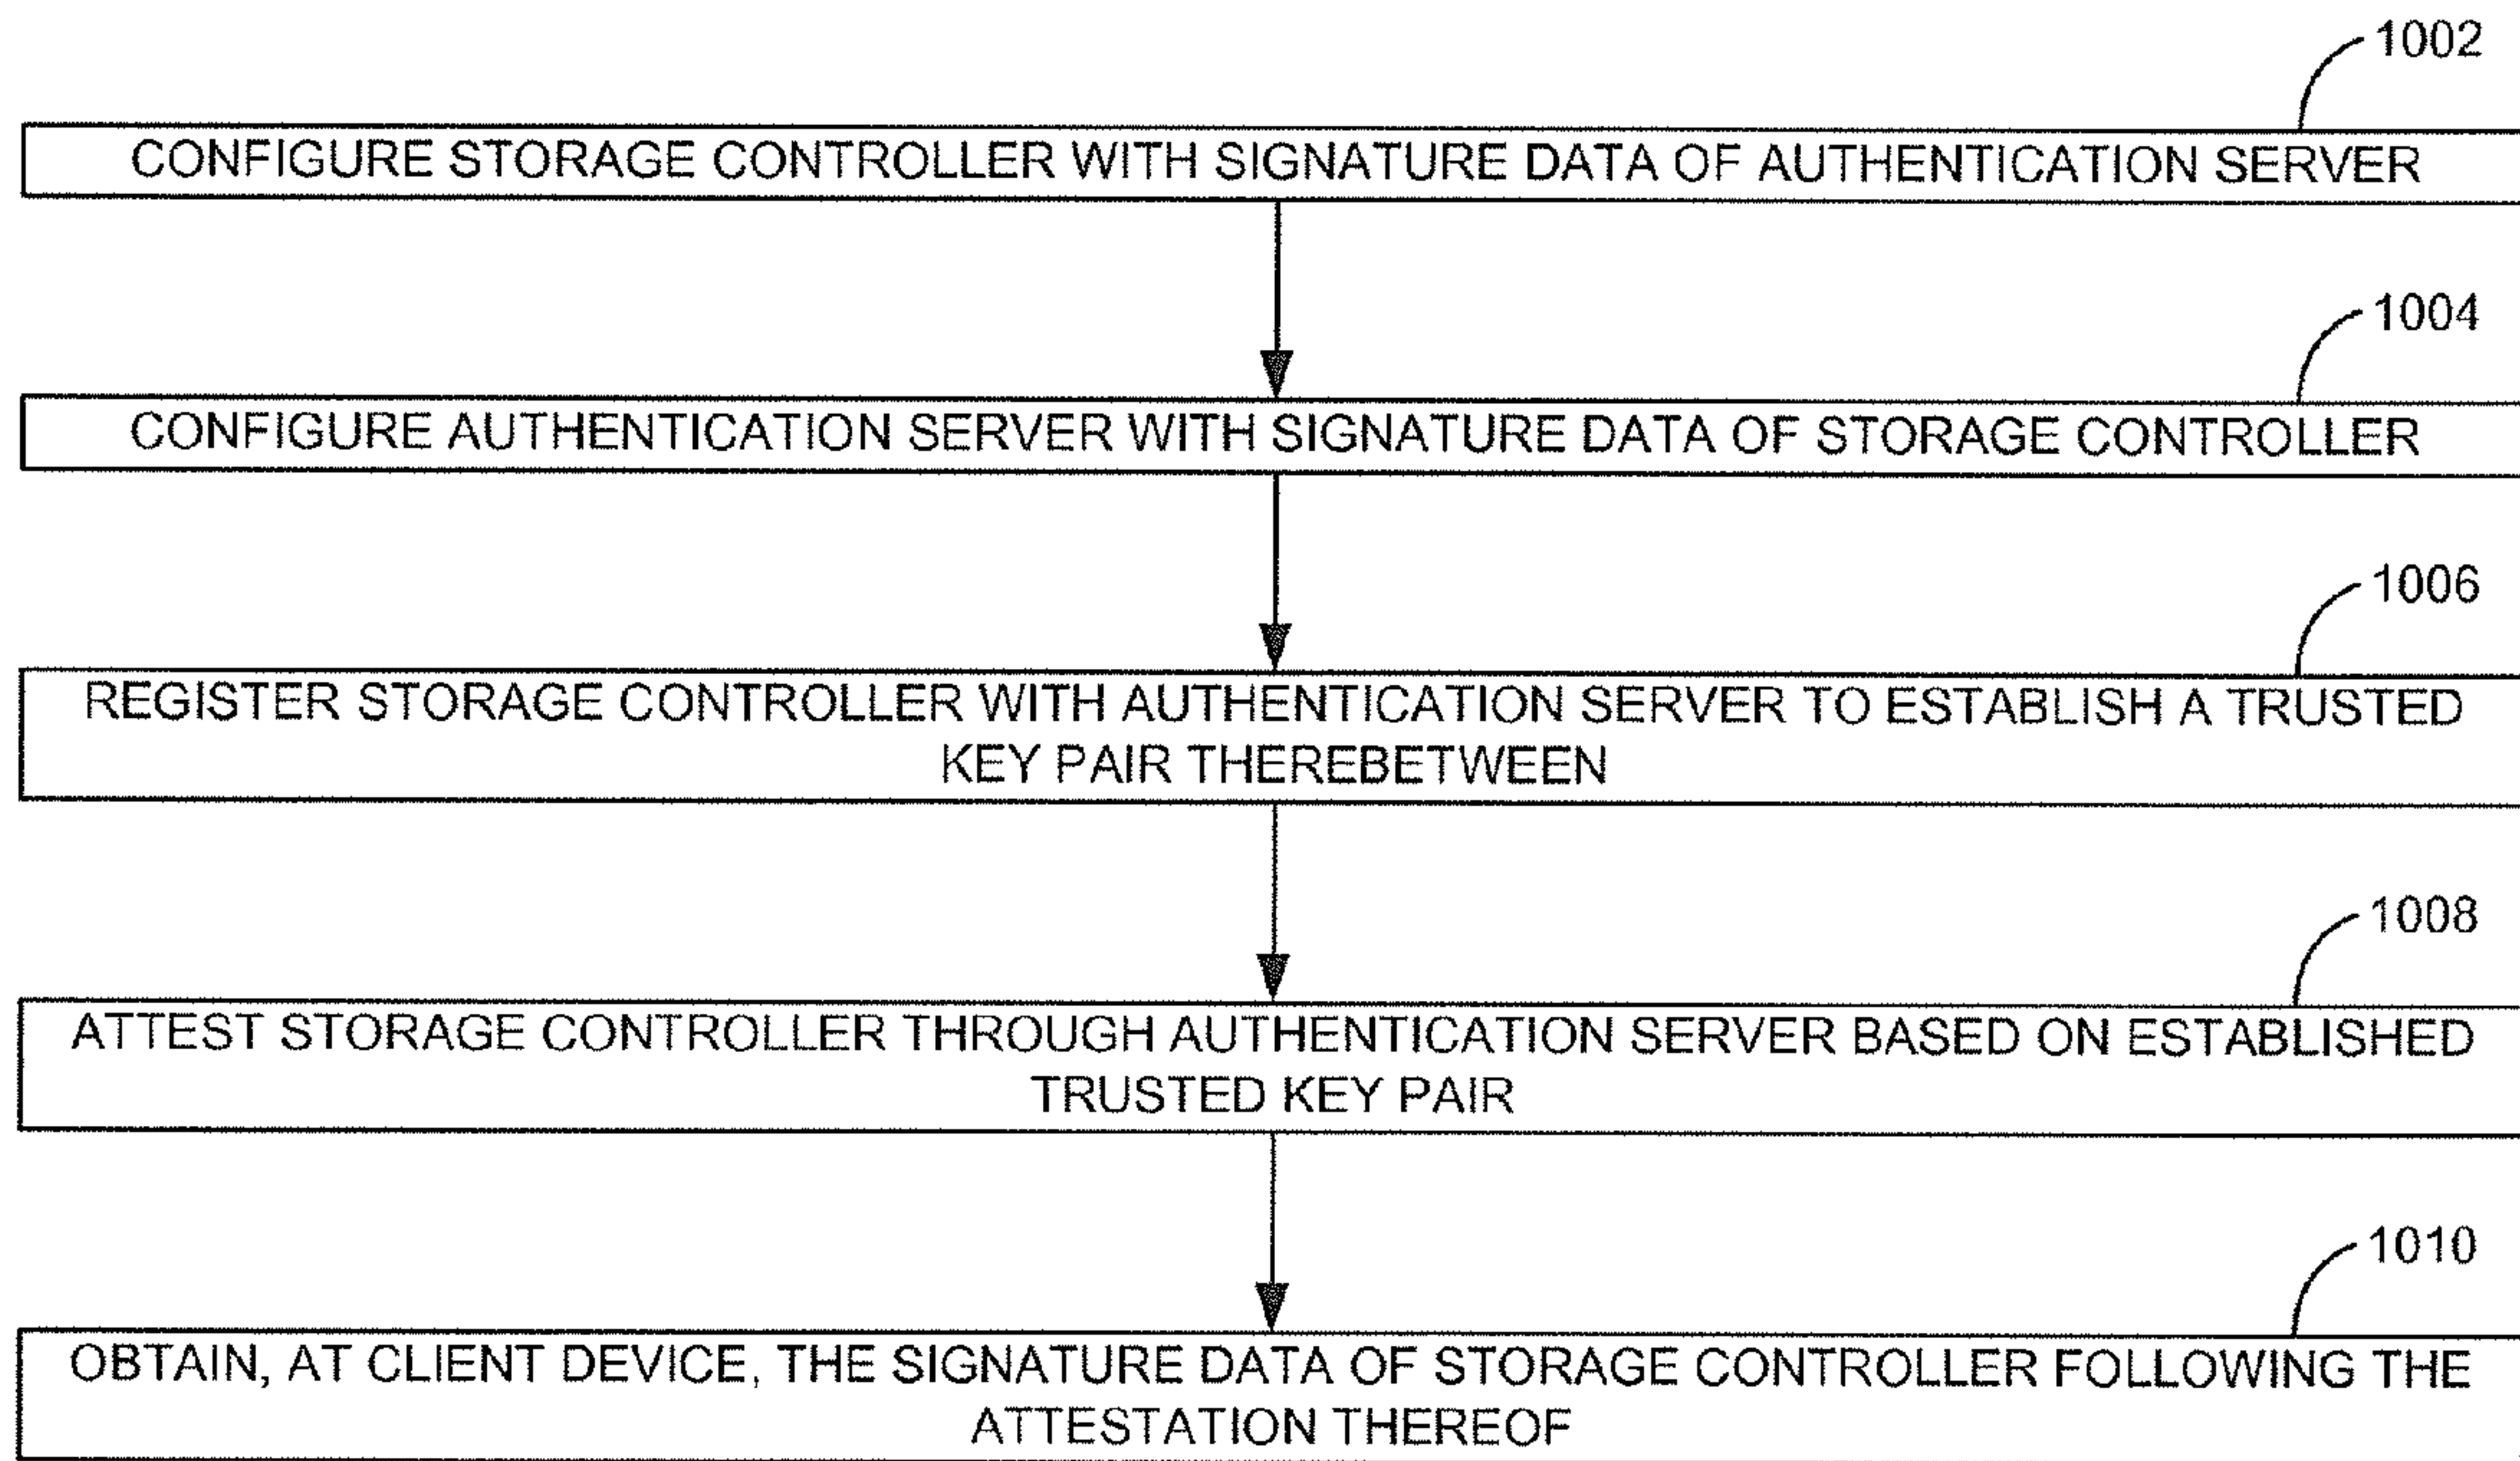 1002
CONFIGURE STORAGE CONTROLLER WITH SIGNATURE DATA OF AUTHENTICATION SERVER
1004
CONFIGURE AUTHENTICATION SERVER WITH SIGNATURE DATA OF STORAGE CONTROLLER
1006
REGISTER STORAGE CONTROLLER WITH AUTHENTICATION SERVER TO ESTABLISH A TRUSTED
KEY PAIR THEREBETWEEN
1008
ATTEST STORAGE CONTROLLER THROUGH AUTHENTICATION SERVER BASED ON ESTABLISHED
TRUSTED KEY PAIR
1010
OBTAIN, AT CLIENT DEVICE, THE SIGNATURE DATA OF STORAGE CONTROLLER FOLLOWING THE
ATTESTATION THEREOF